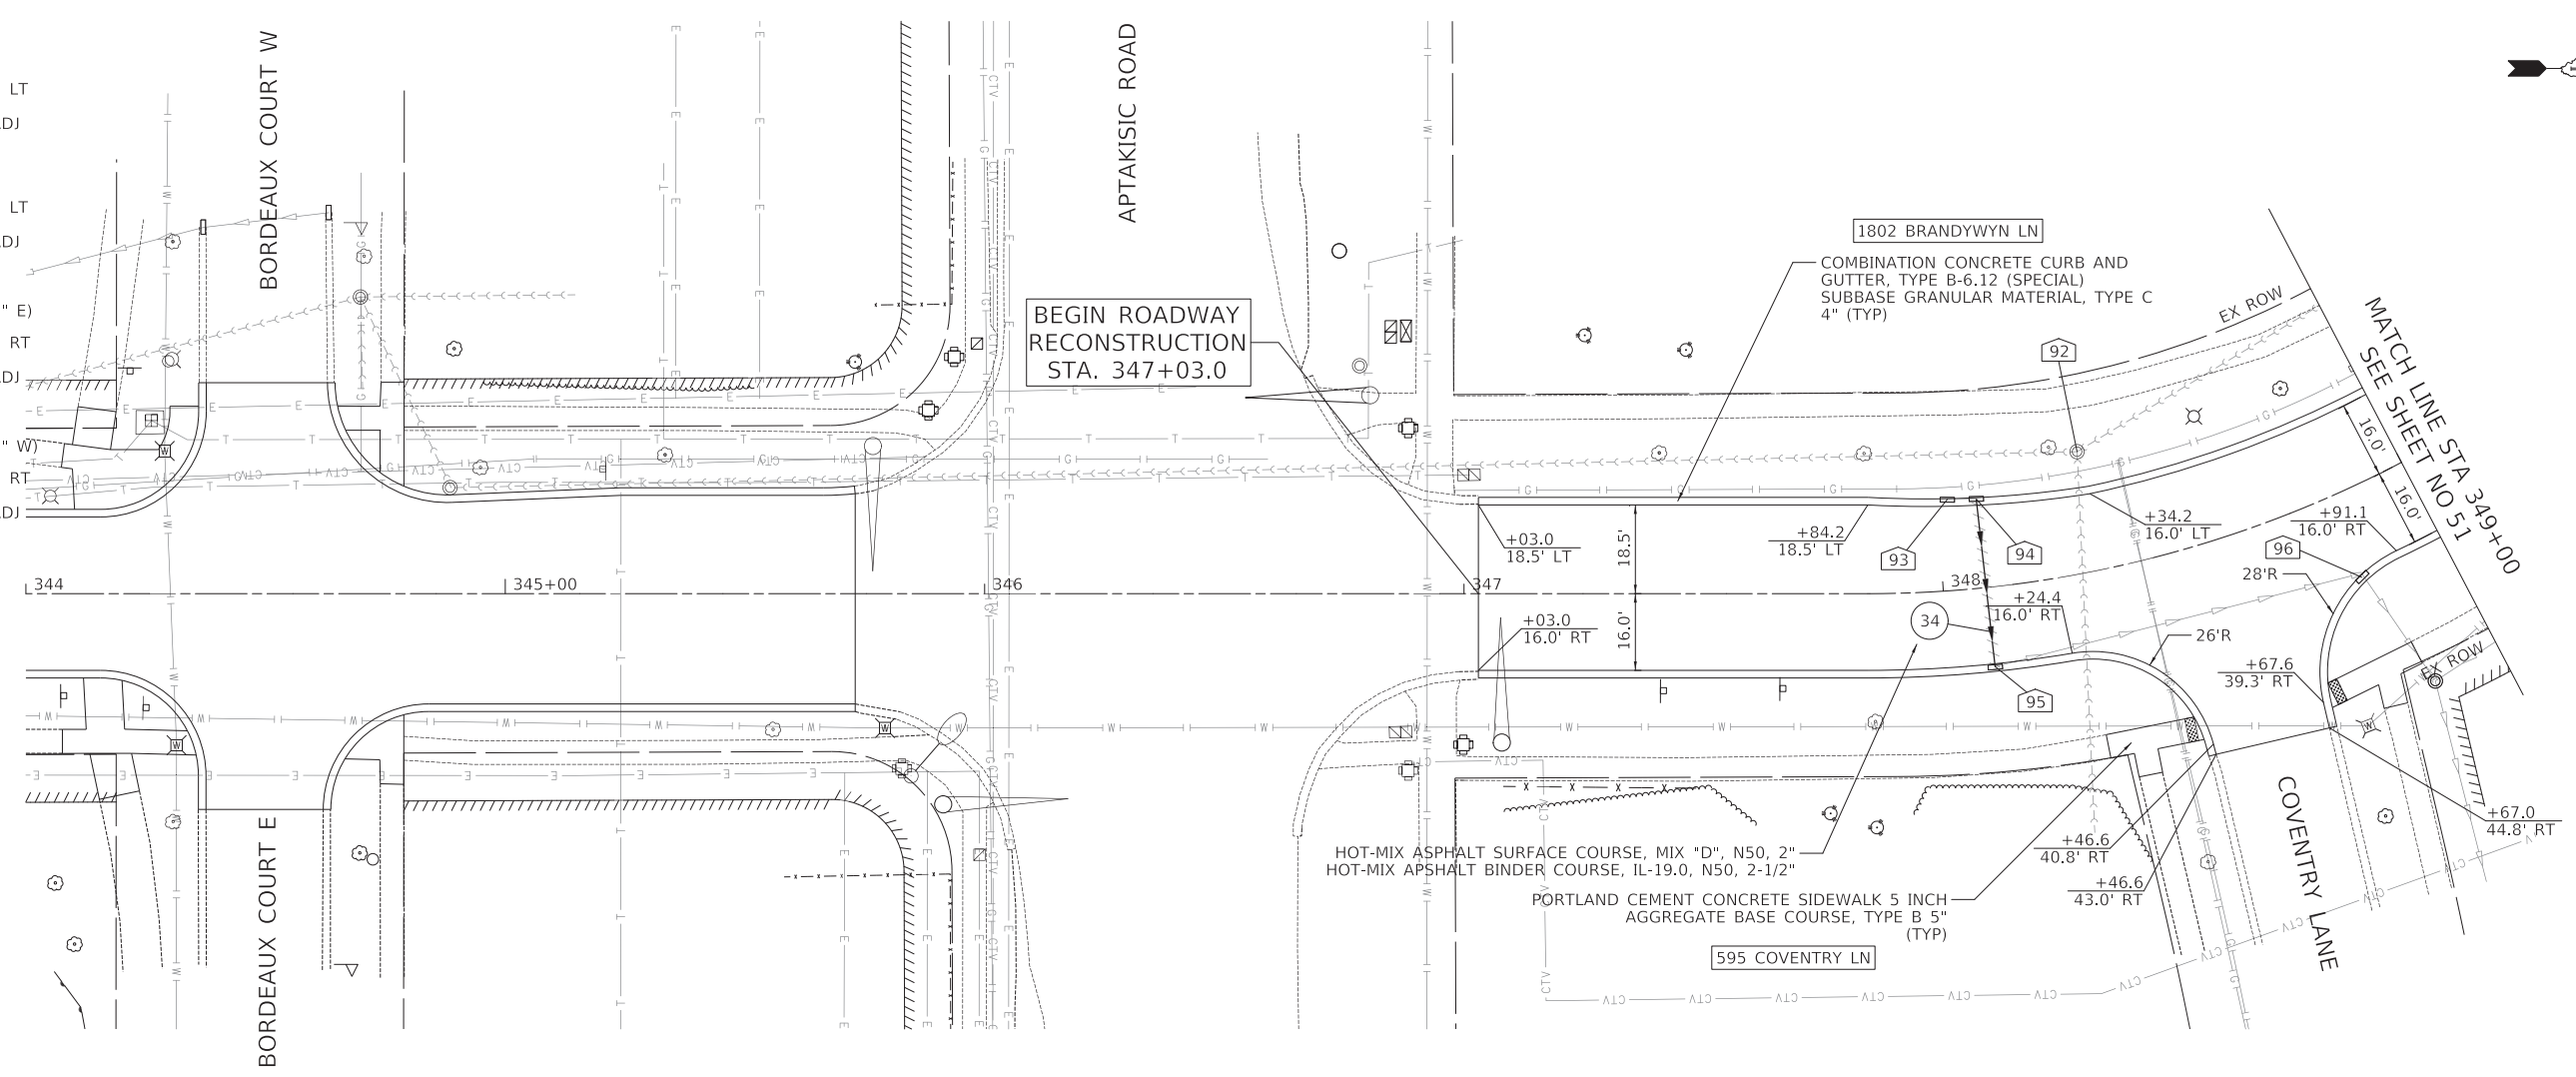 LT
DJ
LT
DJ
" E)
RT
DJ
" W)
RT
DJ
BORDEAUX COURT W
APTAKISIC ROAD
BEGIN ROADWAY
RECONSTRUCTION
STA. 347+03.0
1802 BRANDYWYN LN
COMBINATION CONCRETE CURB AND
GUTTER, TYPE B-6.12 (SPECIAL)
SUBBASE GRANULAR MATERIAL, TYPE C
4" (TYP)
EX ROW
MATCH LINE STA 349+00
SEE SHEET NO 51
92
16.0'
16.0'
+03.0
18.5' LT
18.5'
+84.2
18.5' LT
93
94
+34.2
16.0' LT
+91.1
16.0' RT
96
28'R
344
345+00
346
347
348
+03.0
16.0' RT
16.0'
34
+24.4
16.0' RT
26'R
EX ROW
+67.6
39.3' RT
95
BORDEAUX COURT E
HOT-MIX ASPHALT SURFACE COURSE, MIX "D", N50, 2"
HOT-MIX APSHALT BINDER COURSE, IL-19.0, N50, 2-1/2"
PORTLAND CEMENT CONCRETE SIDEWALK 5 INCH
AGGREGATE BASE COURSE, TYPE B 5"
(TYP)
595 COVENTRY LN
+46.6
40.8' RT
+46.6
43.0' RT
COVENTRY LANE
+67.0
44.8' RT